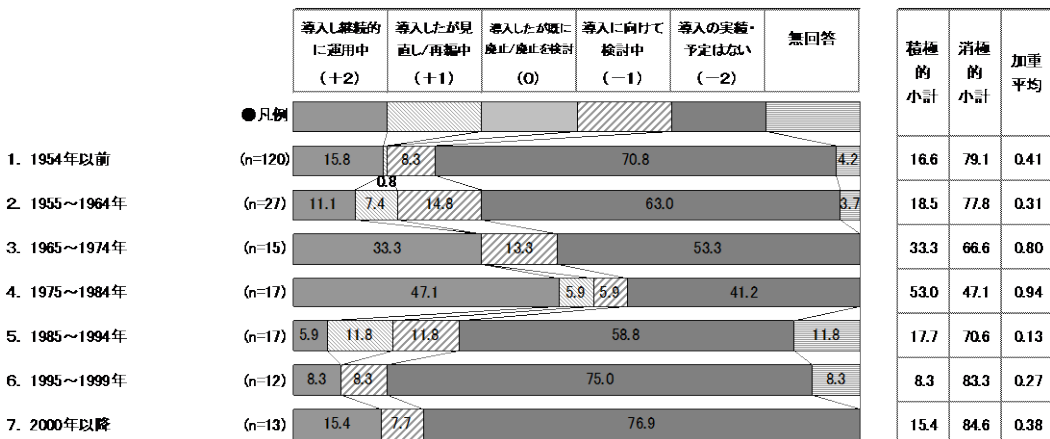 導入し継続的に運用中 (+2)
導入したが見直し/再編中 (+1)
導入したが既に廃止/廃止を検討 (0)
導入に向けて検討中 (－1)
導入の実績・予定はない (－2)
無回答
積極的小計
消極的小計
加重平均
●凡例
1. 1954年以前 (n=120) 15.8 0.8 8.3 70.8 4.2 16.6 79.1 0.41
2. 1955～1964年 (n=27) 11.1 7.4 14.8 63.0 3.7 18.5 77.8 0.31
3. 1965～1974年 (n=15) 33.3 13.3 53.3 33.3 66.6 0.80
4. 1975～1984年 (n=17) 47.1 5.9 5.9 41.2 53.0 47.1 0.94
5. 1985～1994年 (n=17) 5.9 11.8 11.8 58.8 11.8 17.7 70.6 0.13
6. 1995～1999年 (n=12) 8.3 8.3 75.0 8.3 8.3 83.3 0.27
7. 2000年以降 (n=13) 15.4 7.7 76.9 15.4 84.6 0.38